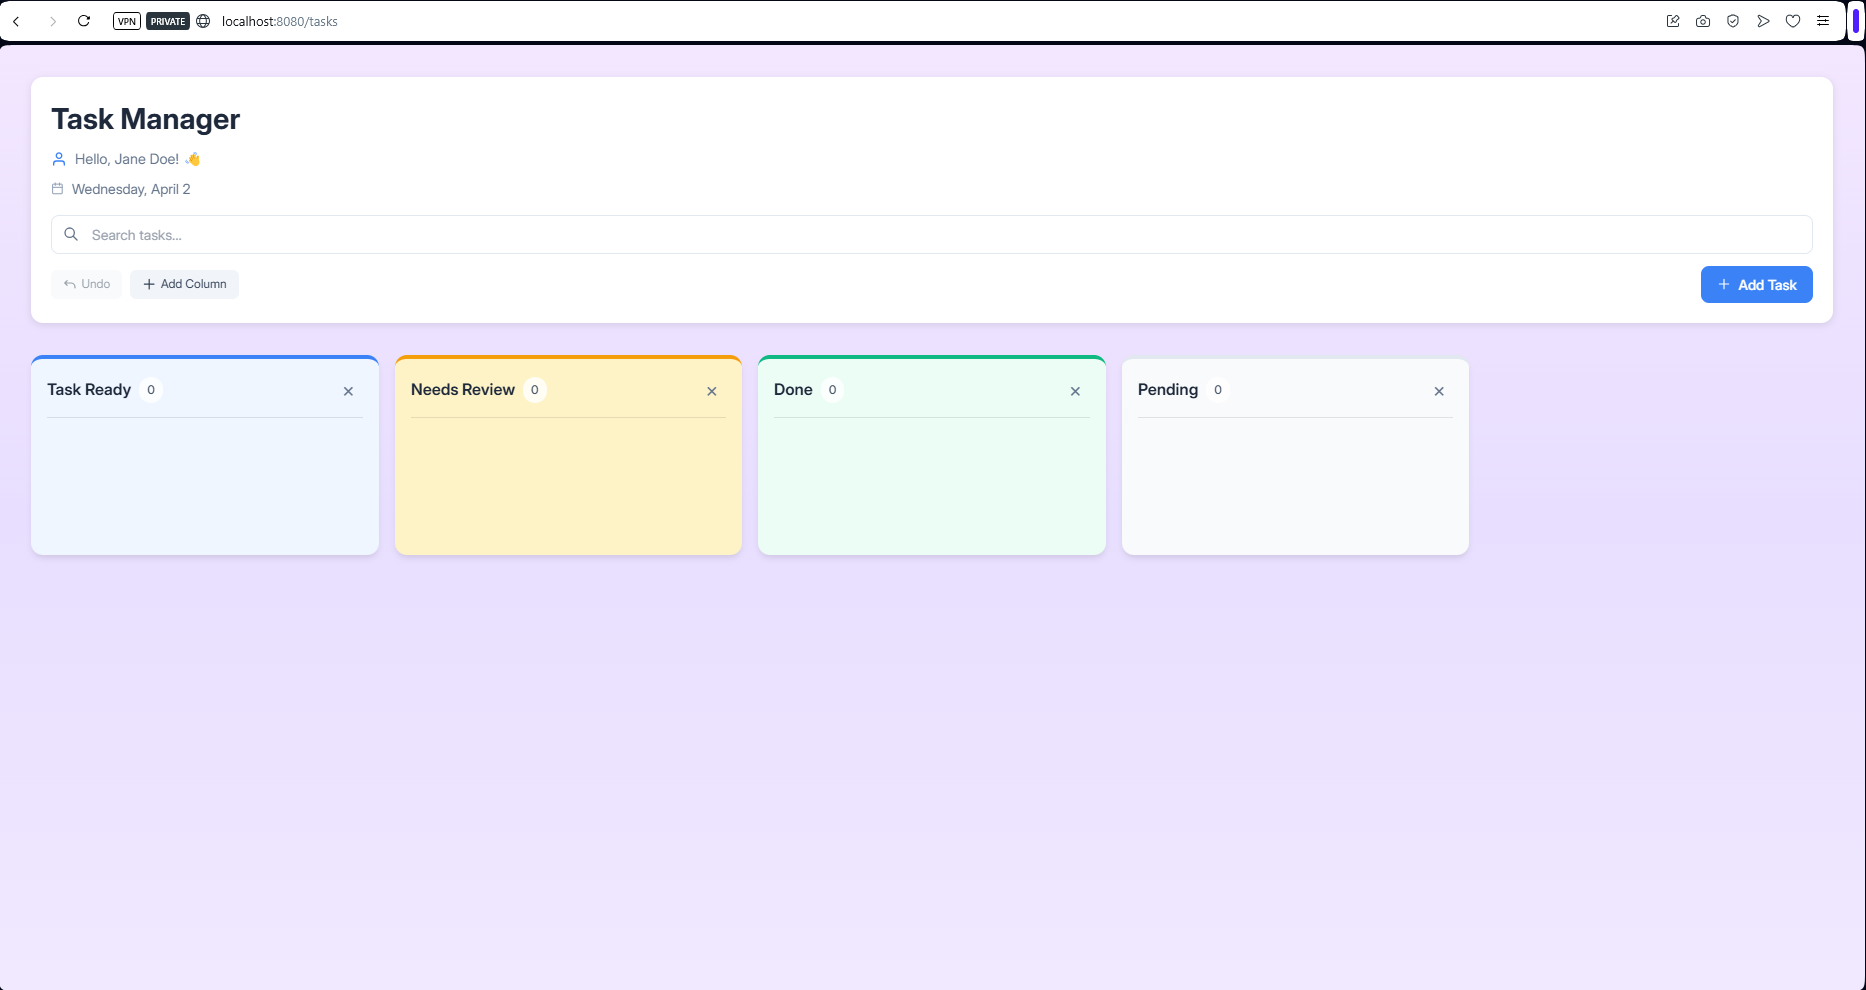 VPN PRIVATE localhost:8080/tasks
Task Manager
Hello, Jane Doe! 👋
Wednesday, April 2
Search tasks...
Undo + Add Column + Add Task
Task Ready 0 Needs Review 0 Done 0 Pending 0